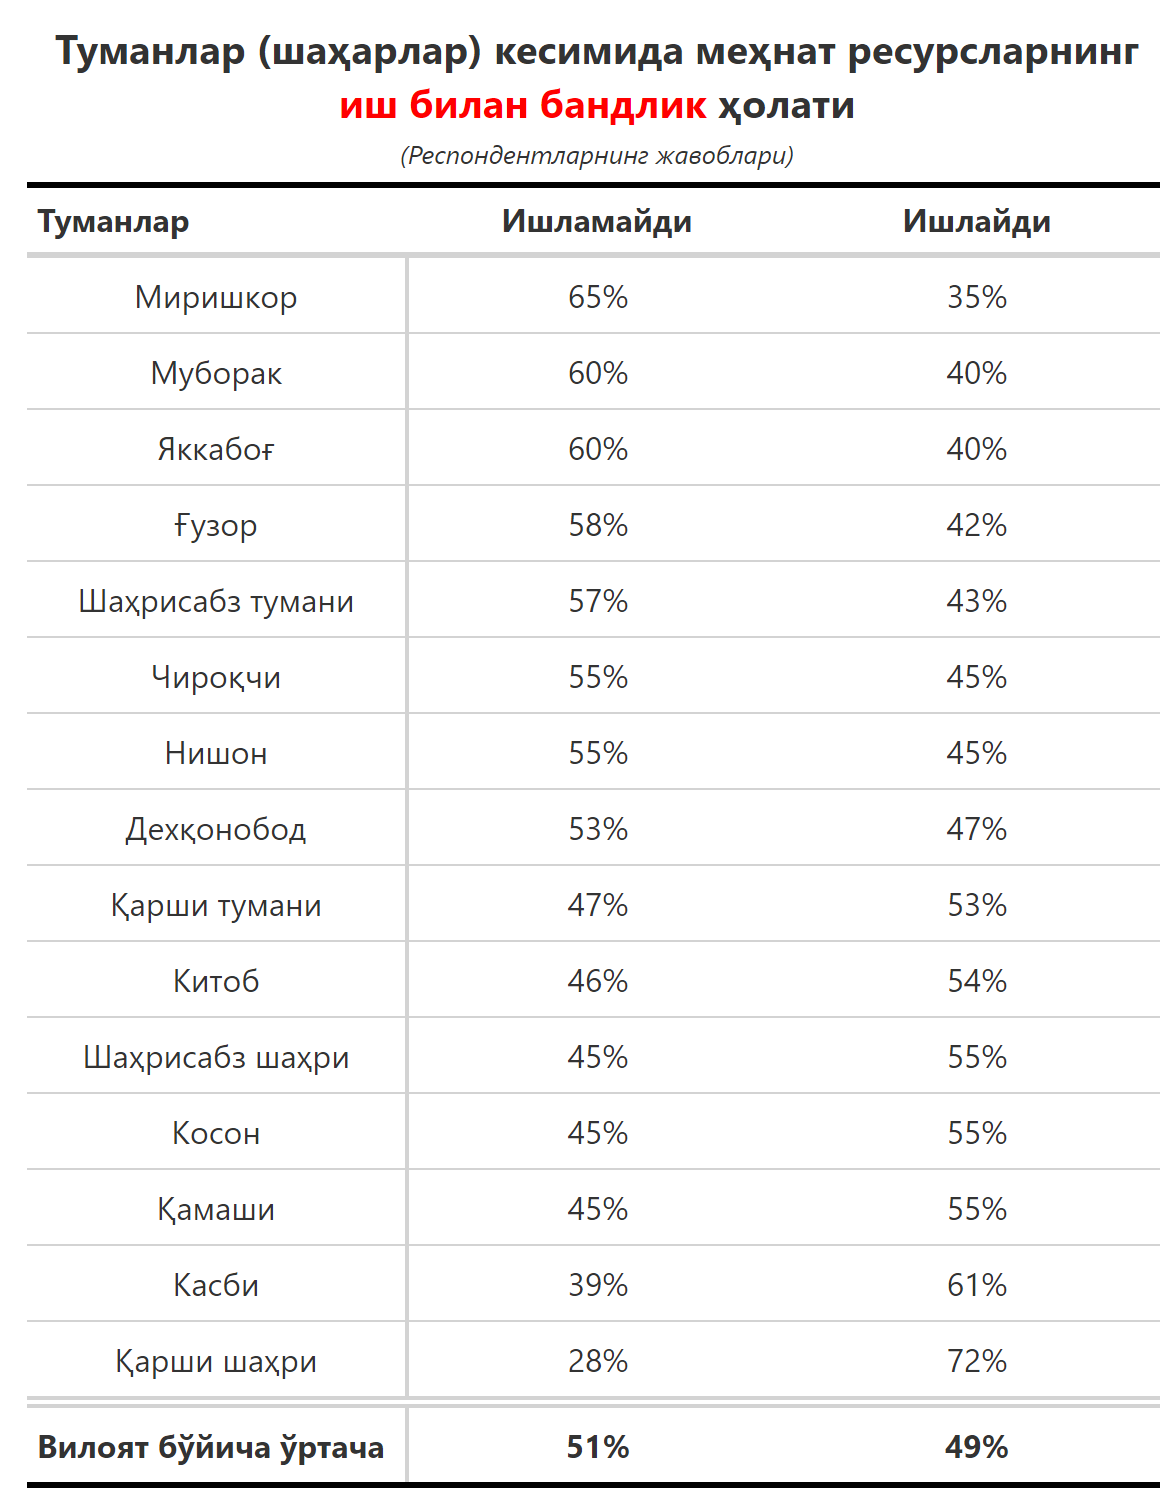 Туманлар (шаҳарлар) кесимида меҳнат ресурсларнинг
иш билан бандлик ҳолати
(Респондентларнинг жавоблари)
Туманлар Ишламайди Ишлайди
Миришкор 65% 35%
Муборак 60% 40%
Яккабоғ 60% 40%
Ғузор 58% 42%
Шаҳрисабз тумани 57% 43%
Чироқчи 55% 45%
Нишон 55% 45%
Дехқонобод 53% 47%
Қарши тумани 47% 53%
Китоб 46% 54%
Шаҳрисабз шаҳри 45% 55%
Косон 45% 55%
Қамаши 45% 55%
Касби 39% 61%
Қарши шаҳри 28% 72%
Вилоят бўйича ўртача 51% 49%